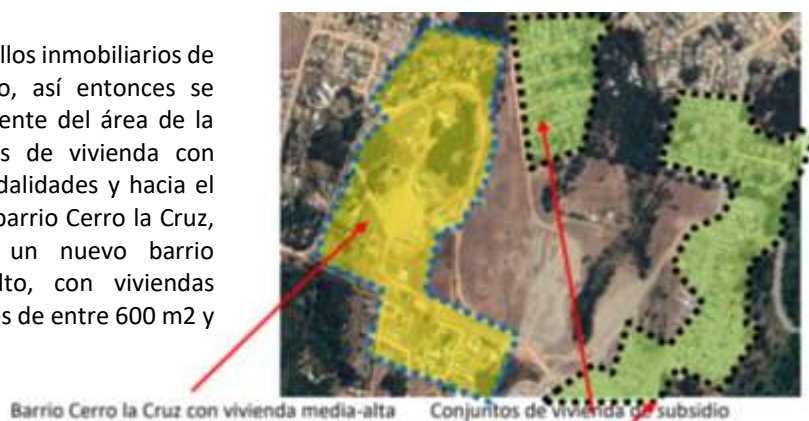 llos inmobiliarios de
o, así entonces se
ente del área de la
s de vivienda con
dalidades y hacia el
barrio Cerro la Cruz,
un nuevo barrio
lto, con viviendas
os de entre 600 m2 y
Barrio Cerro la Cruz con vivienda media-alta
Conjuntos de vivienda de subsidio